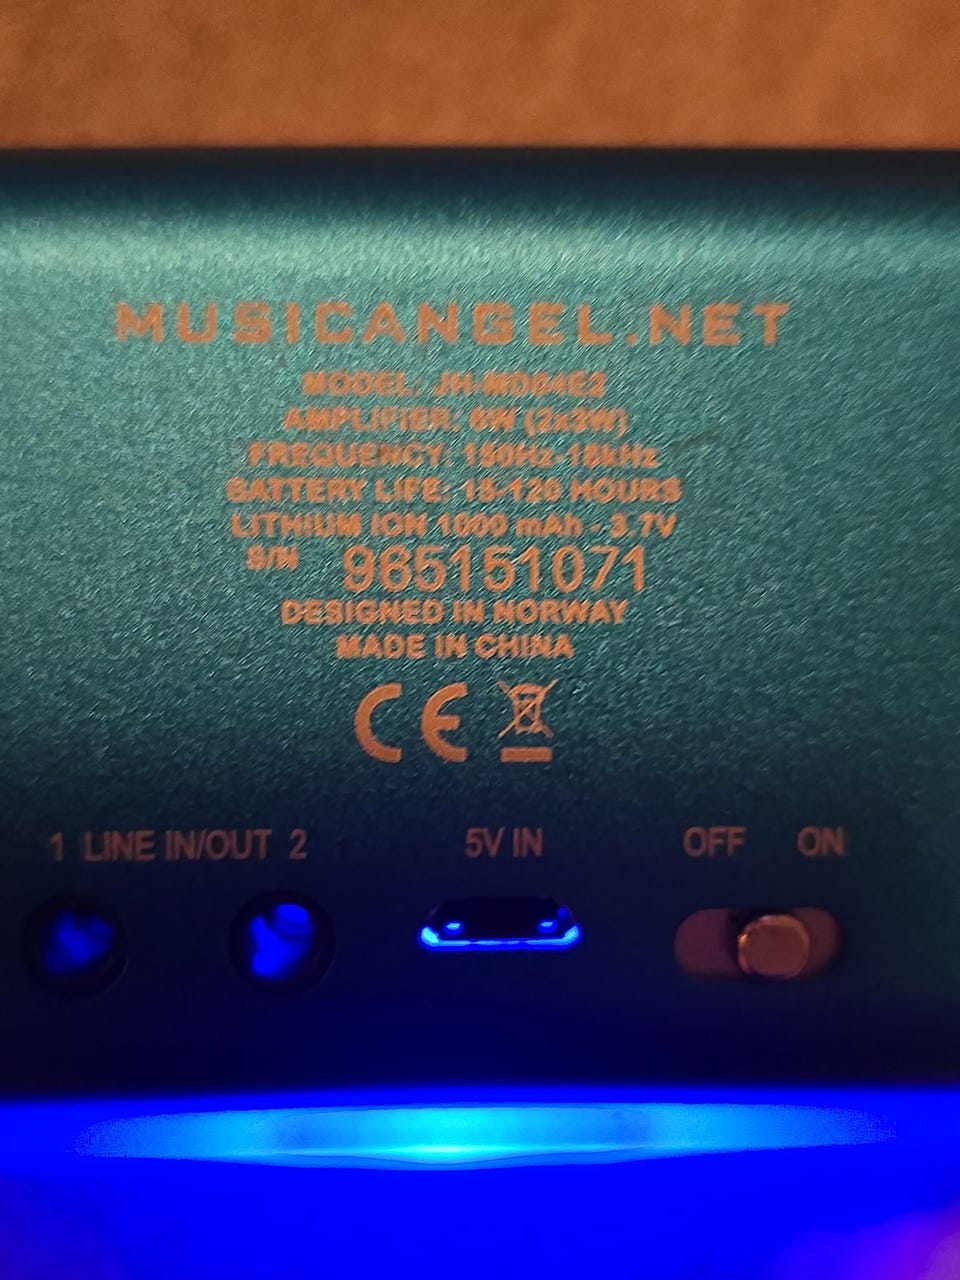 MUSICANGEL.NET
MODEL: JH-MD04E2
AMPLIFIER: 6W (2x3W)
FREQUENCY: 150Hz-18kHz
BATTERY LIFE: 15-120 HOURS
LITHIUM ION 1000 mAh - 3.7V
S/N 965151071
DESIGNED IN NORWAY
MADE IN CHINA
CE
1 LINE IN/OUT 2 5V IN OFF ON